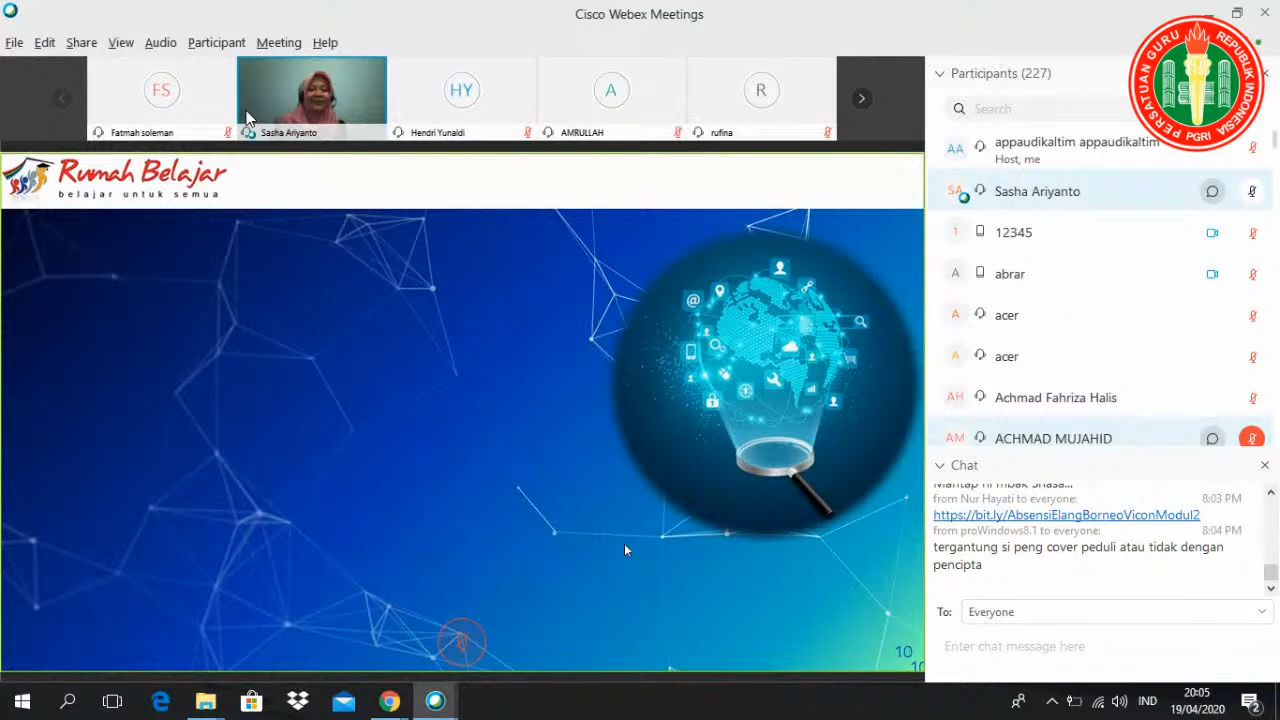 Cisco Webex Meetings
File Edit Share View Audio Participant Meeting Help
FS
HY
A
R
Fatmah soleman
Sasha Ariyanto
Hendri Yunaldi
AMRULLAH
rufina
Rumah Belajar
belajar untuk semua
10
10
Participants (227)
PERSATUAN GURU REPUBLIK INDONESIA
PGRI
Search
AA
appaudikaltim appaudikaltim
Host, me
SA
Sasha Ariyanto
1
12345
A
abrar
A
acer
A
acer
AH
Achmad Fahriza Halis
AM
ACHMAD MUJAHID
Chat
from Nur Hayati to everyone: 8:03 PM
https://bit.ly/AbsensiElangBorneoViconModul2
from proWindows8.1 to everyone: 8:04 PM
tergantung si peng cover peduli atau tidak dengan
pencipta
To: Everyone
Enter chat message here
IND
20:05
19/04/2020
2